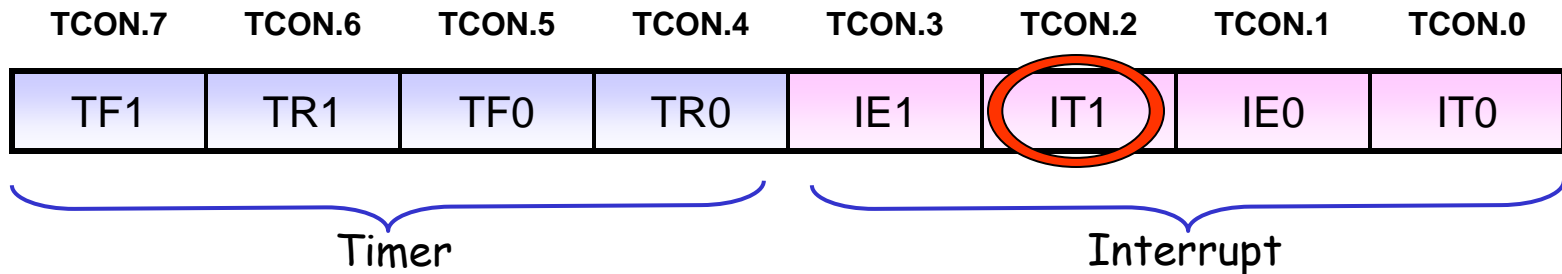 TCON.7 TCON.6 TCON.5 TCON.4 TCON.3 TCON.2 TCON.1 TCON.0
TF1 TR1 TF0 TR0 IE1 IT1 IE0 IT0
Timer Interrupt